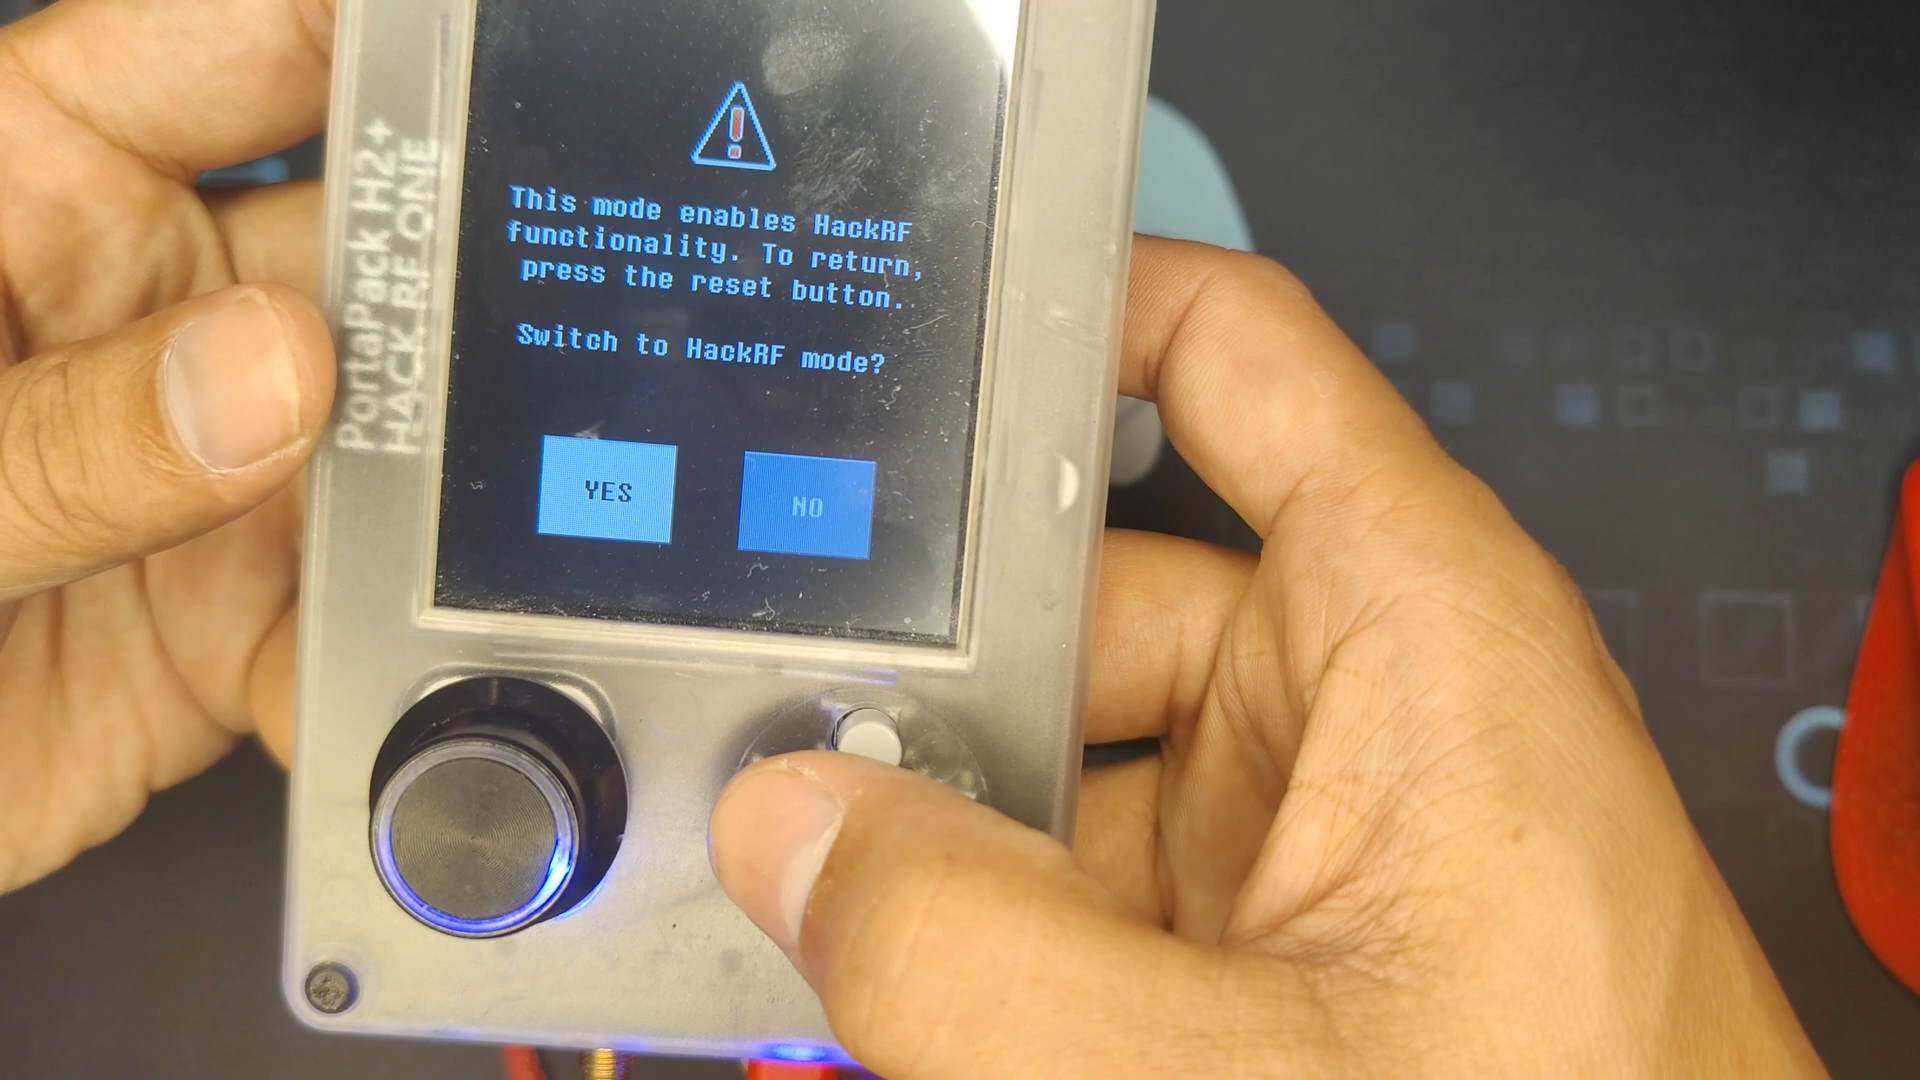 PortaPack H2+
HACK RF ONE
This mode enables HackRF
functionality. To return,
press the reset button.
Switch to HackRF mode?
YES
NO